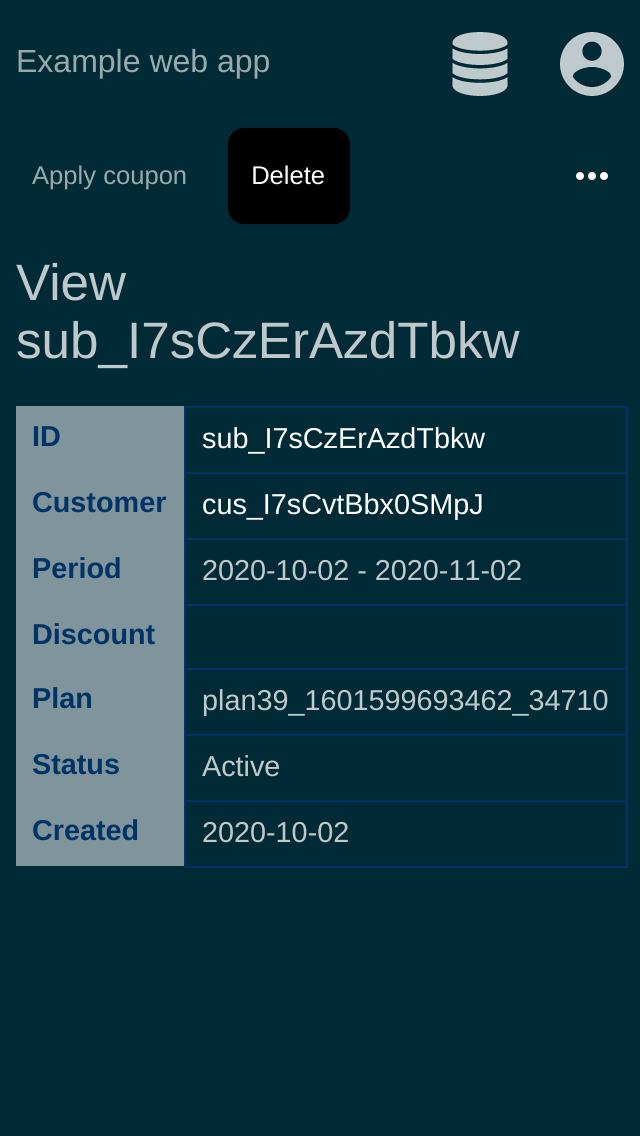 Example web app
Apply coupon Delete
View
sub_I7sCzErAzdTbkw
ID sub_I7sCzErAzdTbkw
Customer cus_I7sCvtBbx0SMpJ
Period 2020-10-02 - 2020-11-02
Discount
Plan plan39_1601599693462_34710
Status Active
Created 2020-10-02